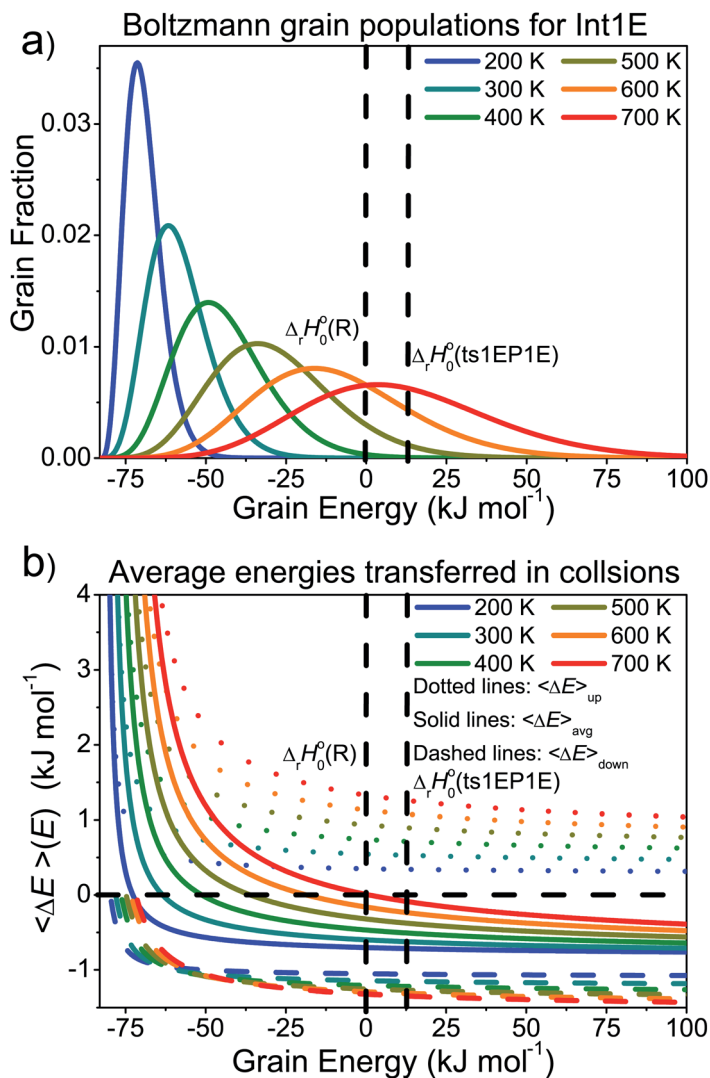 a) Boltzmann grain populations for Int1E
200 K 500 K
300 K 600 K
400 K 700 K
0.03
0.02
0.01
0.00
Grain Fraction
ΔrH°0(R)
ΔrH°0(ts1EP1E)
-75 -50 -25 0 25 50 75 100
Grain Energy (kJ mol⁻¹)
b) Average energies transferred in collsions
200 K 500 K
300 K 600 K
400 K 700 K
Dotted lines: <ΔE>up
Solid lines: <ΔE>avg
Dashed lines: <ΔE>down
ΔrH°0(R)
ΔrH°0(ts1EP1E)
4
3
2
1
0
-1
<ΔE>(E) (kJ mol⁻¹)
-75 -50 -25 0 25 50 75 100
Grain Energy (kJ mol⁻¹)